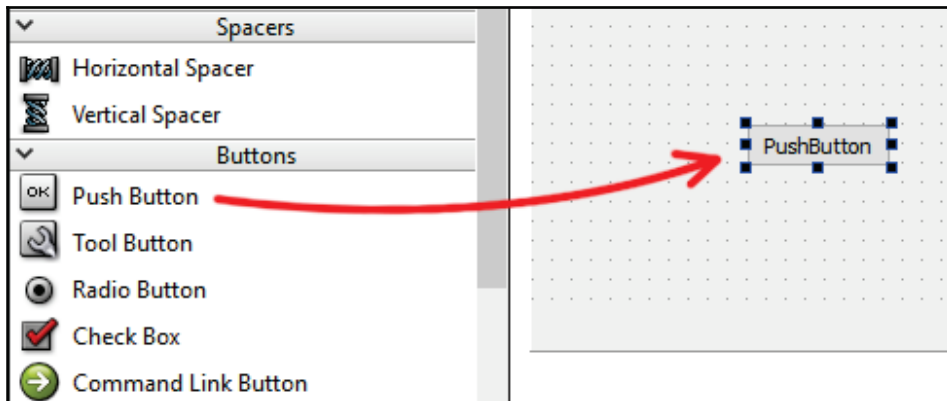 Spacers
Horizontal Spacer
Vertical Spacer
Buttons
OK Push Button
Tool Button
Radio Button
Check Box
Command Link Button
PushButton